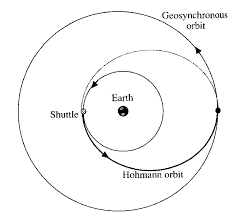 Geosynchronous
orbit
Earth
Shuttle
Hohmann orbit